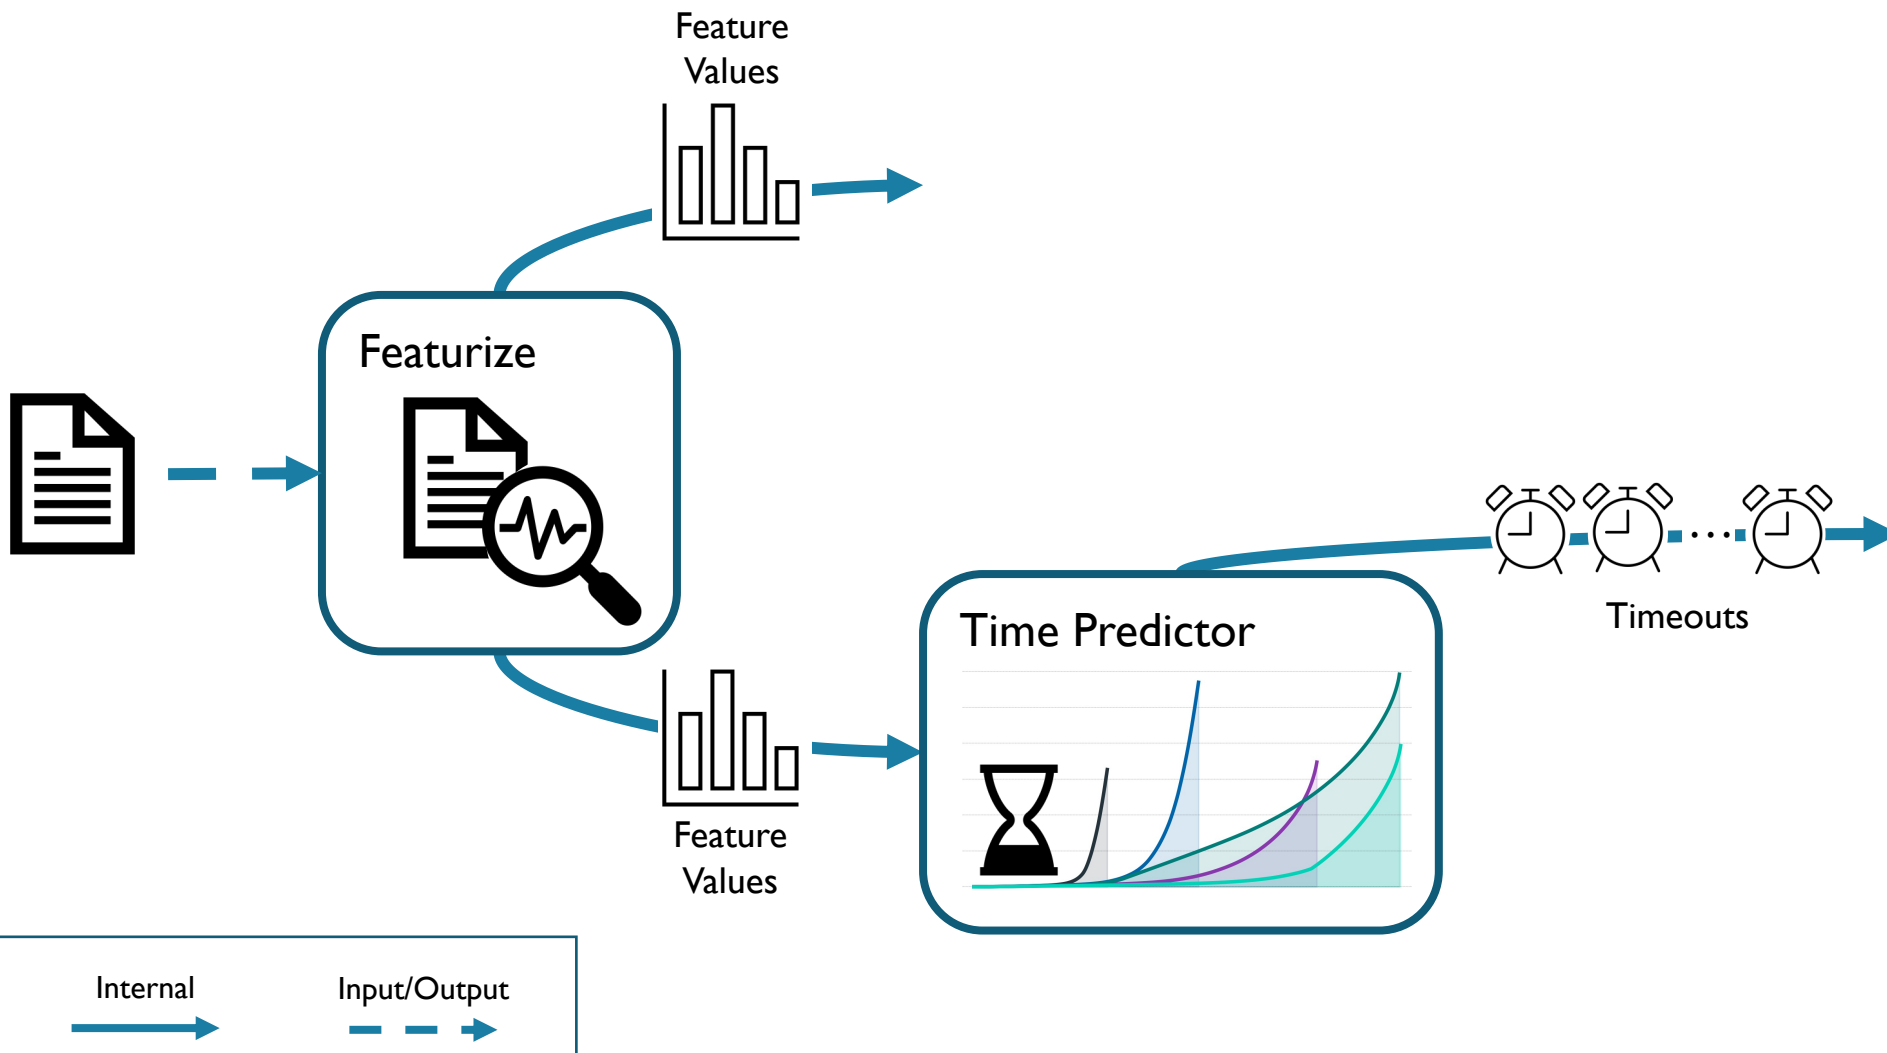 Feature
Values
Featurize
Time Predictor
...
Timeouts
Feature
Values
Internal
Input/Output